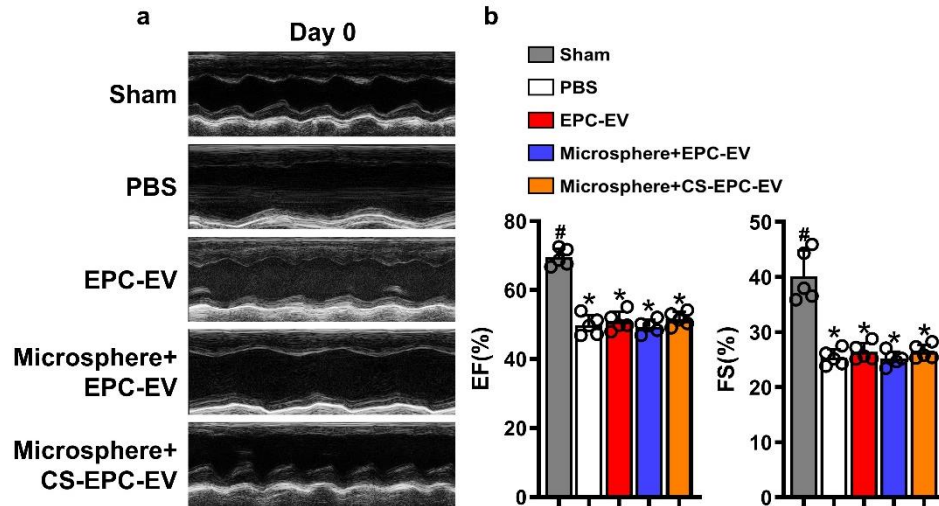 a
Day 0
Sham
PBS
EPC-EV
Microsphere+
EPC-EV
Microsphere+
CS-EPC-EV
b
Sham
PBS
EPC-EV
Microsphere+EPC-EV
Microsphere+CS-EPC-EV
EF(%)
80
60
40
20
0
#
*
*
*
*
FS(%)
50
40
30
20
10
0
#
*
*
*
*